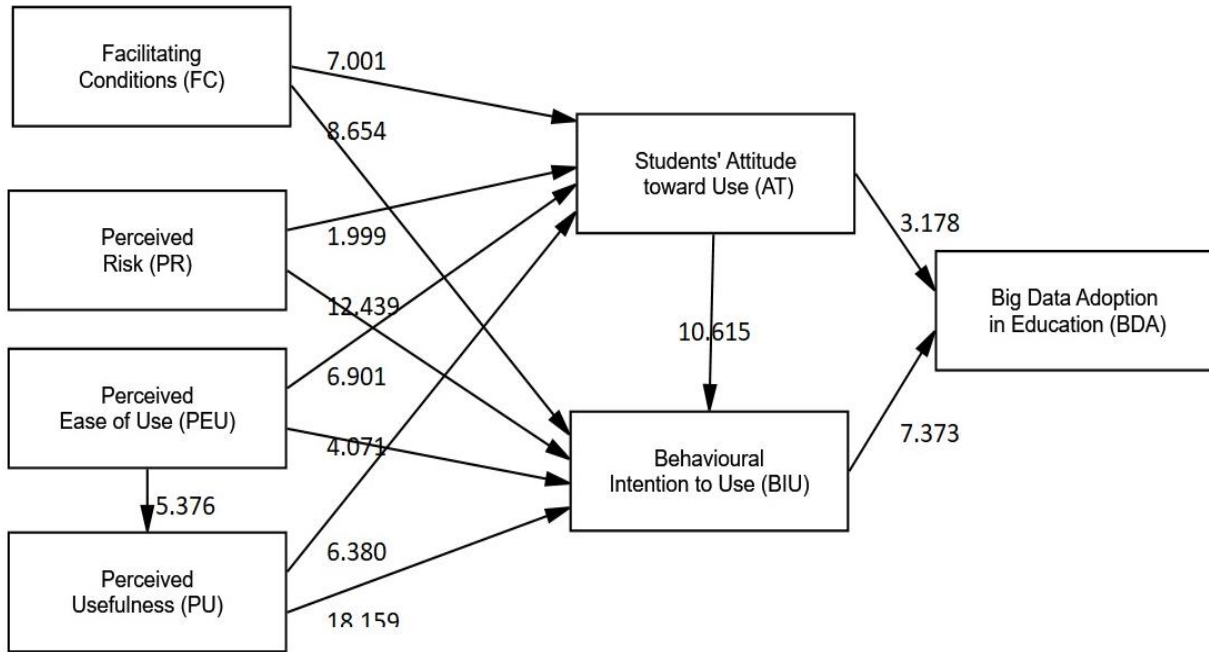 Facilitating
Conditions (FC)
7.001
8.654
Students' Attitude
toward Use (AT)
Perceived
Risk (PR)
1.999
12.439
3.178
Big Data Adoption
in Education (BDA)
10.615
Perceived
Ease of Use (PEU)
6.901
4.071
7.373
Behavioural
Intention to Use (BIU)
5.376
Perceived
Usefulness (PU)
6.380
18.159